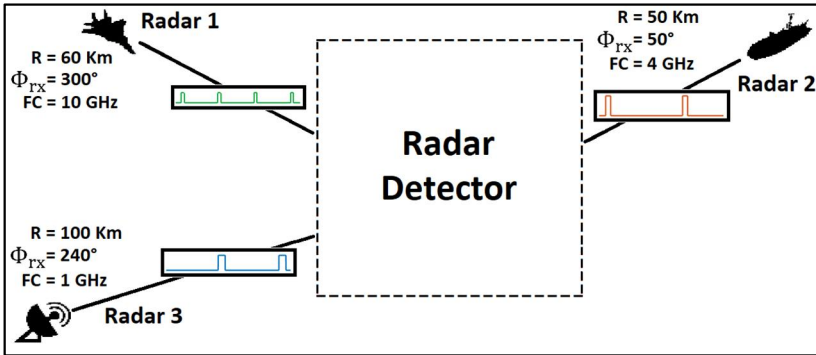 Radar 1
R = 60 Km
Φrx= 300°
FC = 10 GHz
R = 50 Km
Φrx= 50°
FC = 4 GHz
Radar 2
Radar
Detector
R = 100 Km
Φrx= 240°
FC = 1 GHz
Radar 3